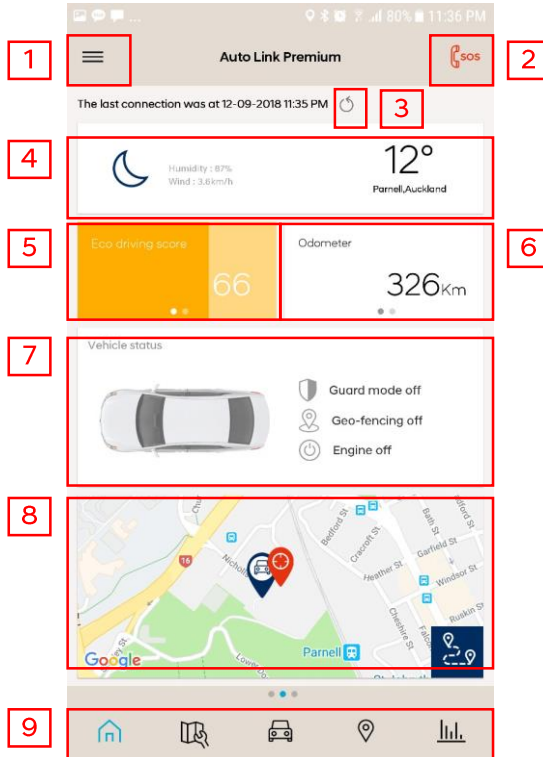 ... 80% 11:36 PM
1
Auto Link Premium
SOS
2
The last connection was at 12-09-2018 11:35 PM
3
4
Humidity : 87%
Wind : 3.6km/h
12°
Parnell,Auckland
5
Eco driving score
66
Odometer
326Km
6
7
Vehicle status
Guard mode off
Geo-fencing off
Engine off
8
16
Bedford St
Cracroft St
Bath St
Garfield St
Heather St
Windsor St
Ruskin S
Cheshire St
Parnell
Google
9